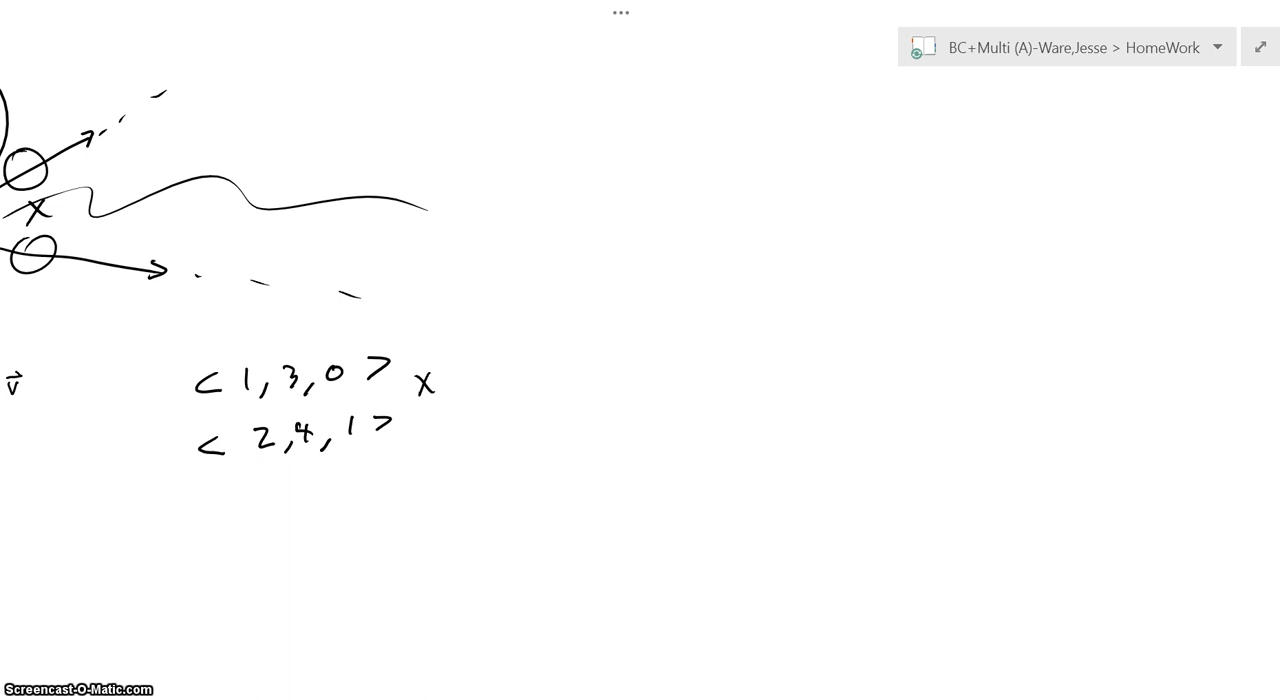 BC+Multi (A)-Ware,Jesse > HomeWork
x
v⃗
< 1, 3, 0 > x
< 2, 4, 1 >
Screencast-O-Matic.com